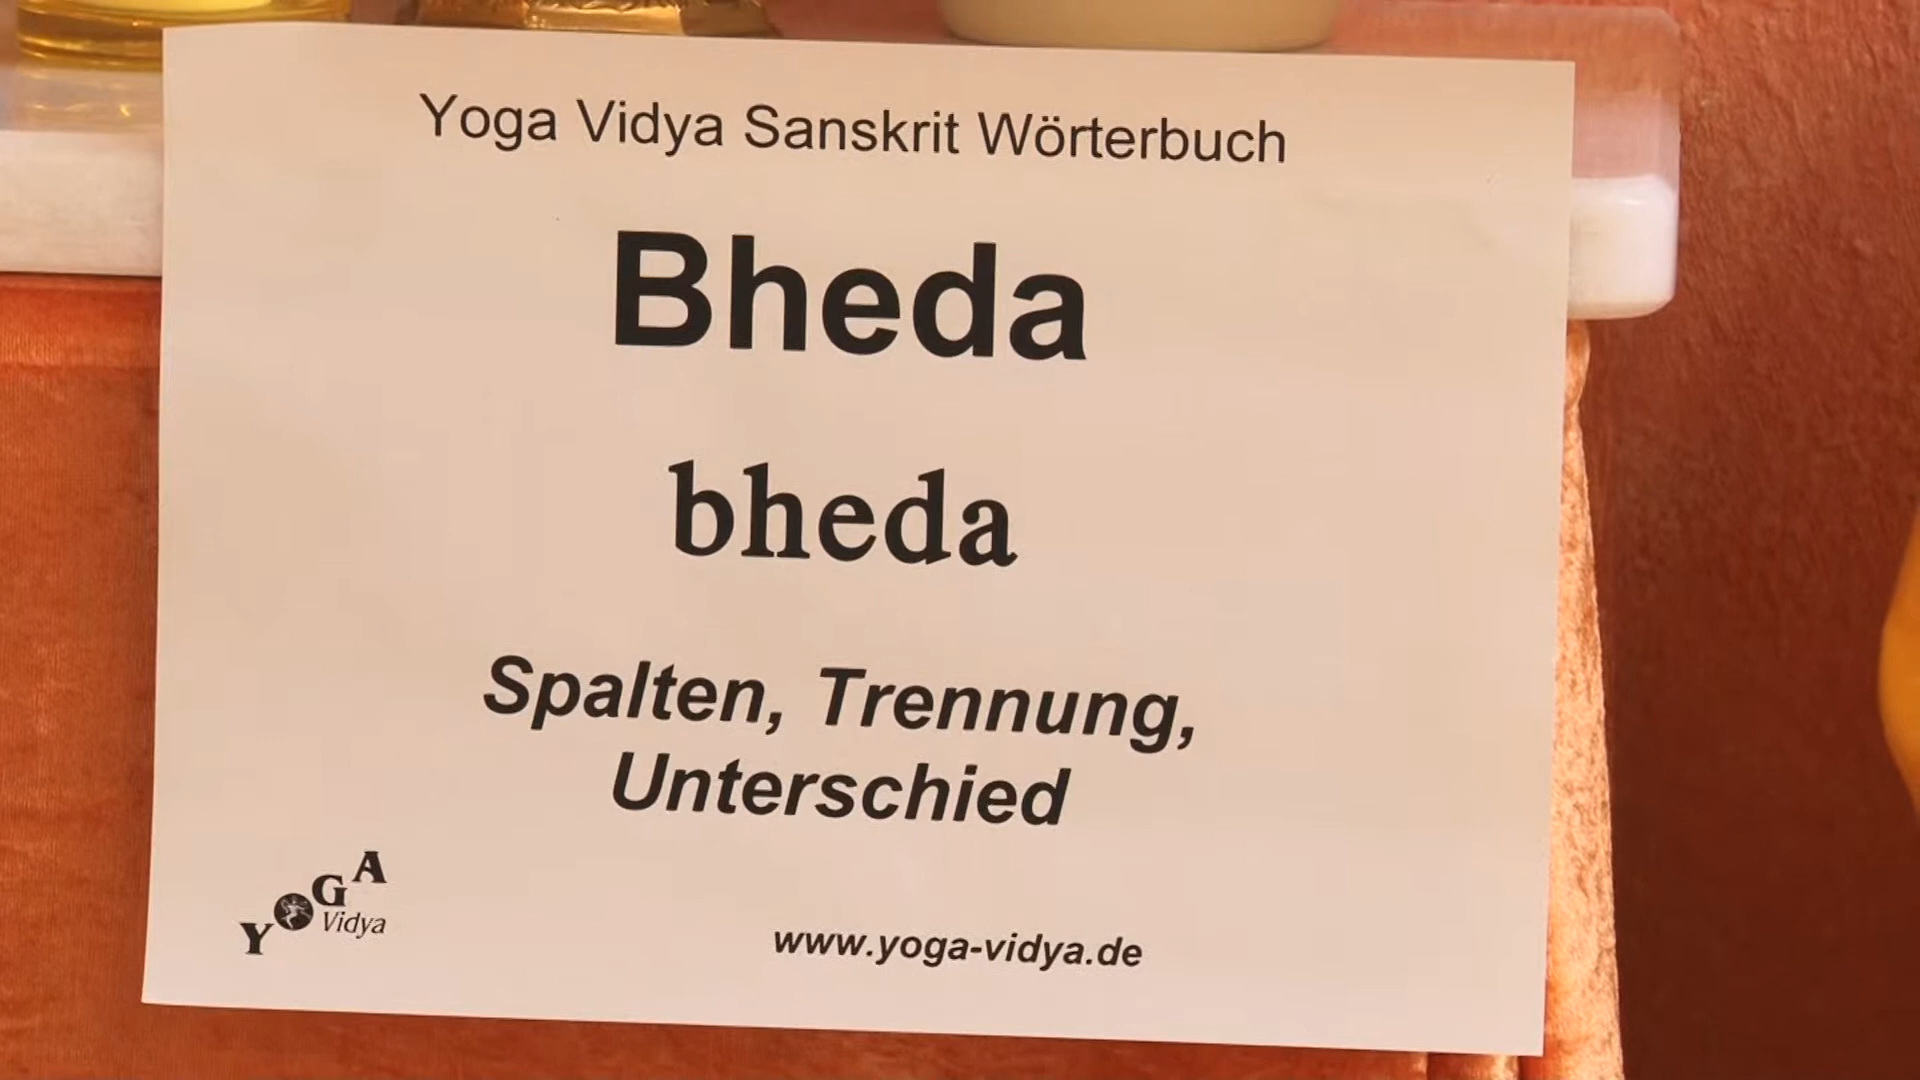 Yoga Vidya Sanskrit Wörterbuch
Bheda
bheda
Spalten, Trennung,
Unterschied
YOGA
Vidya
www.yoga-vidya.de